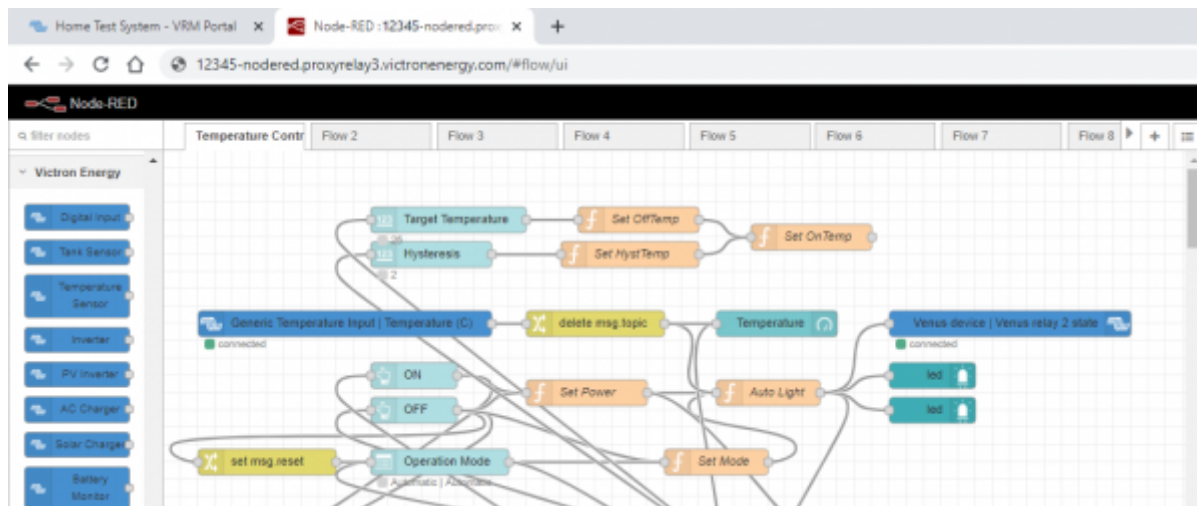 Home Test System - VRM Portal
Node-RED : 12345-nodered.prox
12345-nodered.proxyrelay3.victronenergy.com/#flow/ui
Node-RED
filter nodes
Temperature Contr
Flow 2
Flow 3
Flow 4
Flow 5
Flow 6
Flow 7
Flow 8
Victron Energy
Digital input
Tank Sensor
Temperature
Sensor
Inverter
PV Inverter
AC Charger
Solar Charger
Battery
Monitor
123
Target Temperature
Set OffTemp
Set OnTemp
123
Hysteresis
Set HystTemp
2
Generic Temperature Input | Temperature (C)
connected
delete msg.topic
Temperature
Venus device | Venus relay 2 state
connected
ON
Set Power
Auto Light
led
OFF
led
set msg.reset
Operation Mode
Set Mode
Automatic | Automatic